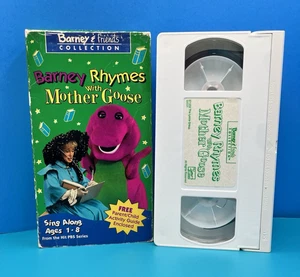 Barney & Friends
COLLECTION
Barney Rhymes
with
Mother Goose
Sing Along
Ages 1-8
From the Hit PBS Series
FREE
Parent/Child
Activity Guide
Enclosed
Barney Rhymes
with
Mother Goose